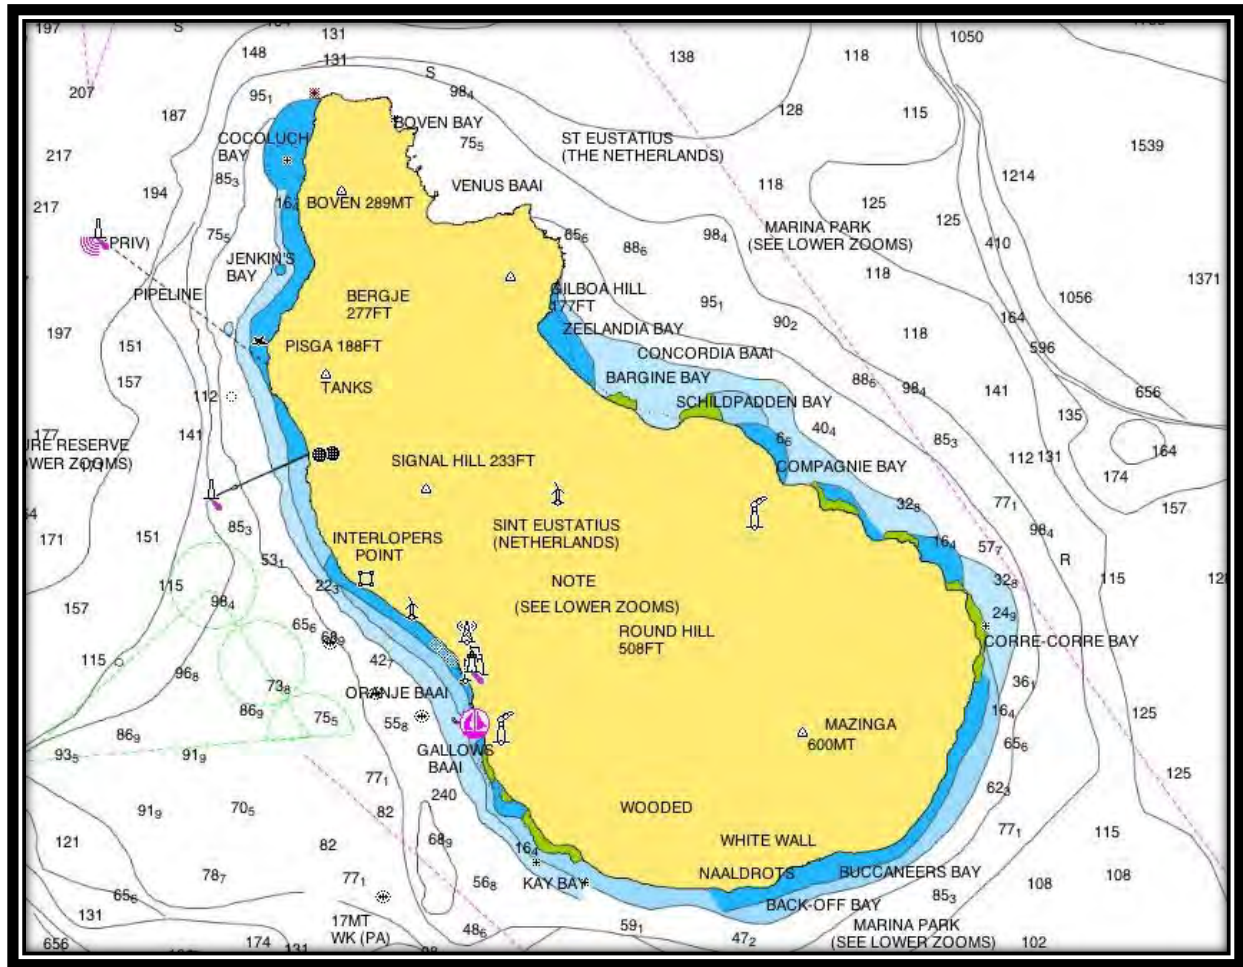 197
S
131
148
131
S
138
118
1050
207
95₁
98₄
187
128
115
COCOLUCH
BAY
BOVEN BAY
75₅
ST EUSTATIUS
(THE NETHERLANDS)
217
1539
85₃
194
VENUS BAAI
118
1214
217
BOVEN 289MT
125
125
75₅
(PRIV)
65₆
88₆
98₄
MARINA PARK
(SEE LOWER ZOOMS)
410
JENKIN'S
BAY
118
1371
PIPELINE
BERGJE
277FT
GILBOA HILL
177FT
95₁
1056
90₂
164
197
151
PISGA 188FT
ZEELANDIA BAY
118
596
CONCORDIA BAAI
157
TANKS
BARGINE BAY
88₆
98₄
141
656
112
SCHILDPADDEN BAY
135
177
141
URE RESERVE
WER ZOOMS)
40₄
6₆
85₃
164
SIGNAL HILL 233FT
COMPAGNIE BAY
112
131
174
32₈
77₁
157
171
151
85₃
SINT EUSTATIUS
(NETHERLANDS)
98₄
INTERLOPERS
POINT
16₄
57₇
53₁
R
115
NOTE
32₈
115
22₃
157
98₄
(SEE LOWER ZOOMS)
24₉
65₆
ROUND HILL
508FT
CORRE-CORRE BAY
115
42₇
96₈
73₈
36₁
ORANJE BAAI
86₉
75₅
55₈
16₄
125
86₉
MAZINGA
600MT
93₅
91₉
GALLOWS
BAAI
65₆
125
77₁
240
62₃
91₉
70₅
82
WOODED
77₁
115
121
82
68₉
WHITE WALL
16₄
78₇
77₁
56₈
KAY BAY
NAALDROTS
BUCCANEERS BAY
108
108
65₆
85₃
BACK-OFF BAY
131
17MT
WK (PA)
59₁
MARINA PARK
(SEE LOWER ZOOMS)
656
174
131
48₆
47₂
102